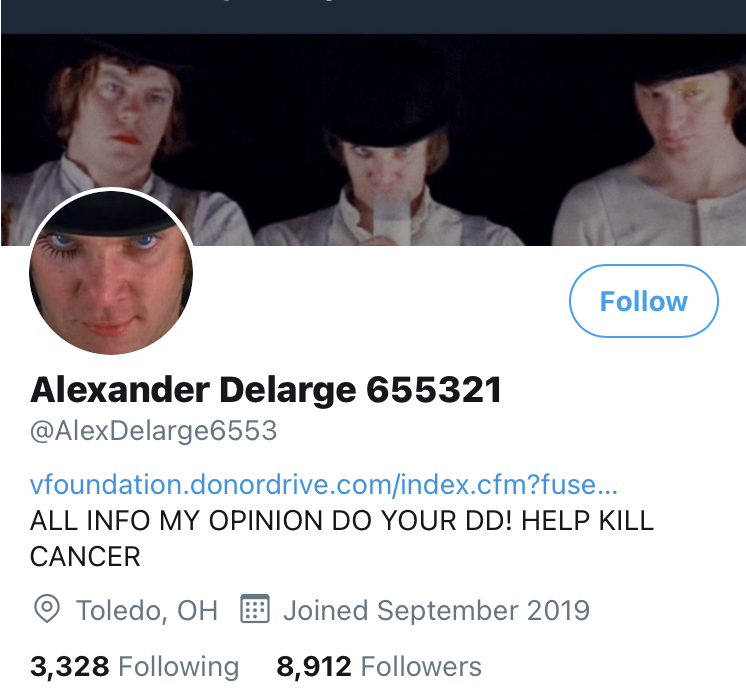 Follow
Alexander Delarge 655321
@AlexDelarge6553
vfoundation.donordrive.com/index.cfm?fuse...
ALL INFO MY OPINION DO YOUR DD! HELP KILL
CANCER
Toledo, OH Joined September 2019
3,328 Following 8,912 Followers